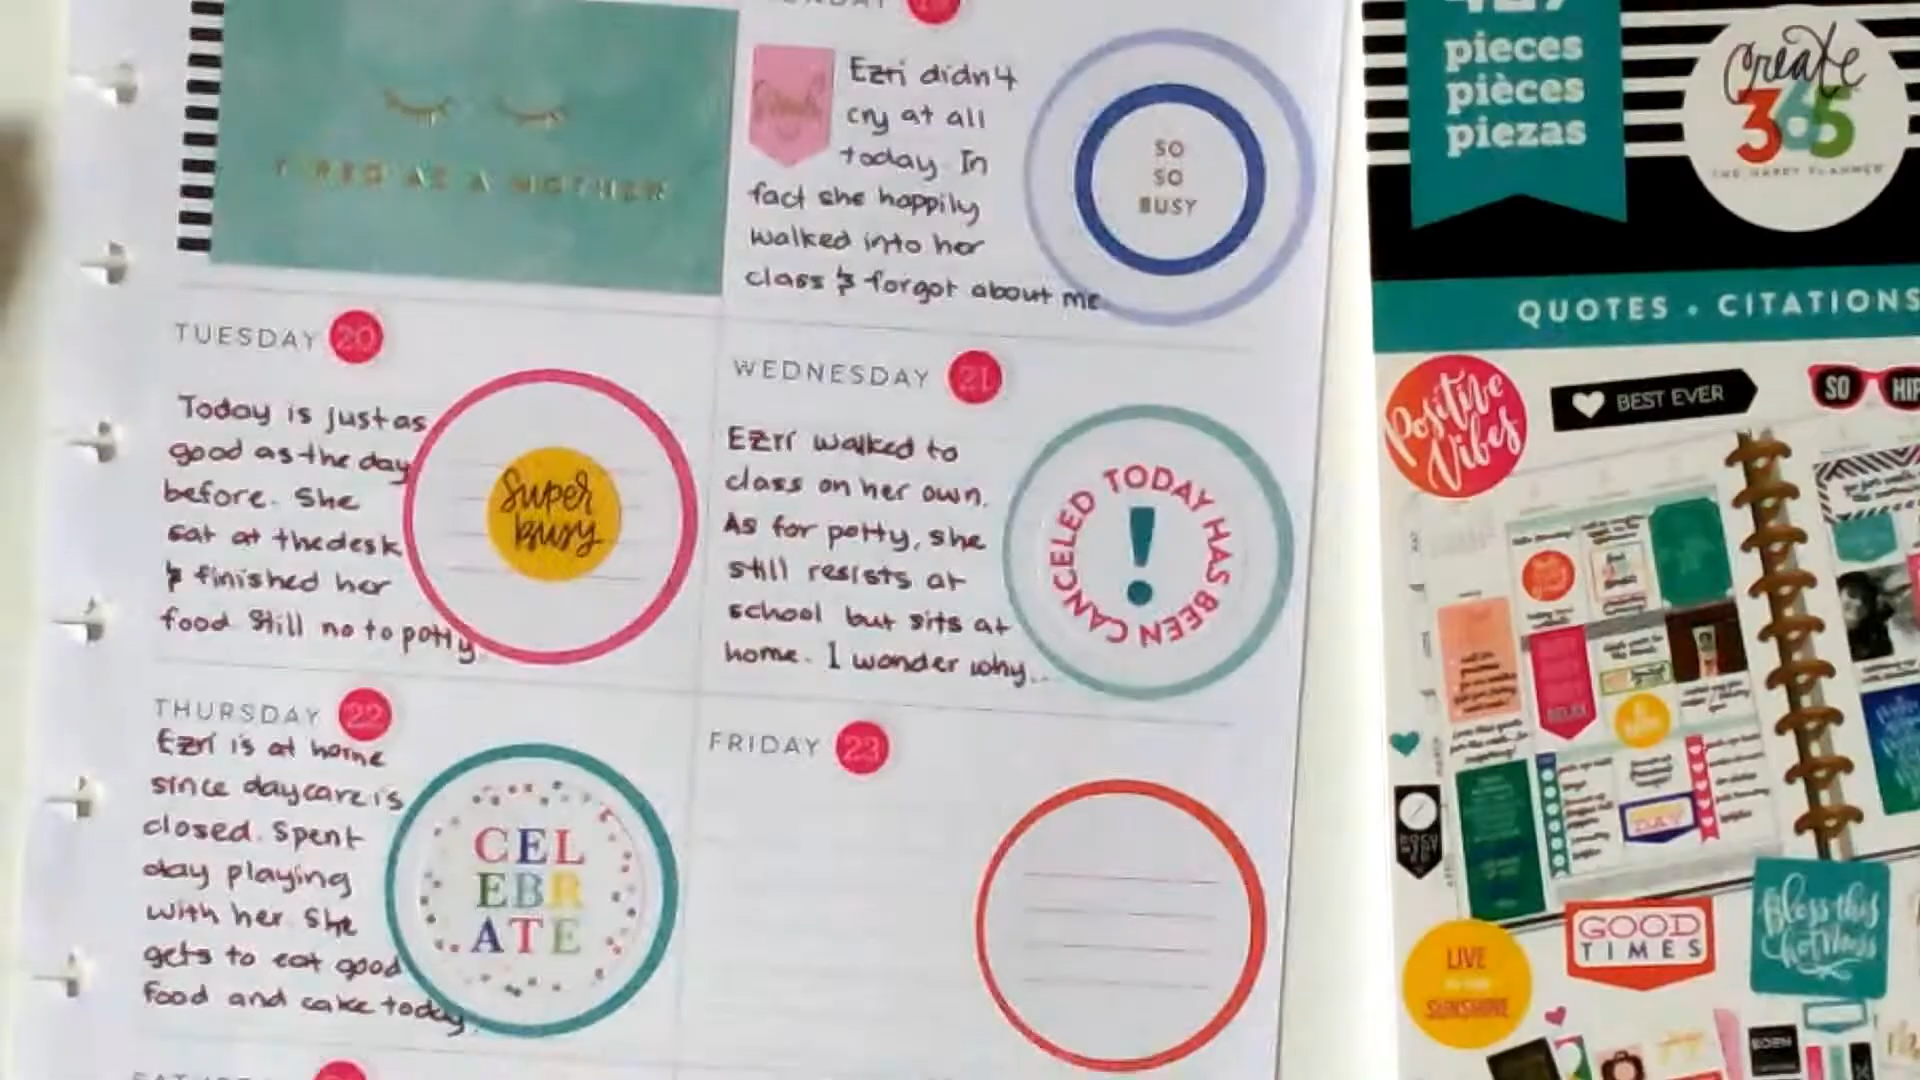 TIRED AS A MOTHER
Ezri didn't
cry at all
today. In
fact she happily
walked into her
class & forgot about me.
SO
SO
BUSY
TUESDAY 20
Today is just as
good as the day
before. She
sat at the desk
& finished her
food. Still no to potty.
Super
busy
WEDNESDAY 21
Ezri walked to
class on her own.
As for potty, she
still resists at
school but sits at
home. I wonder why...
TODAY HAS BEEN CANCELED
!
THURSDAY 22
Ezri is at home
since daycare is
closed. Spent
day playing
with her. She
gets to eat good
food and cake today.
CEL
EBR
ATE
FRIDAY 23
pieces
pièces
piezas
Create
365
THE HAPPY PLANNER
QUOTES • CITATIONS
Positive
Vibes
BEST EVER
SO HIP
GOOD
TIMES
Bless this
hot Mess
LIVE
SUNSHINE